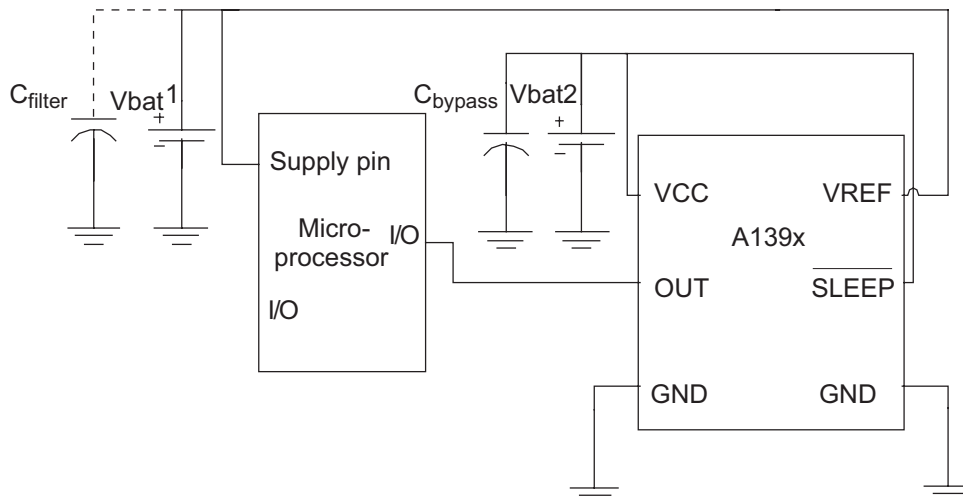 Cfilter
Vbat1
+
-
Cbypass
Vbat2
+
-
Supply pin
Micro-
processor
I/O
I/O
VCC
VREF
A139x
OUT
SLEEP
GND
GND